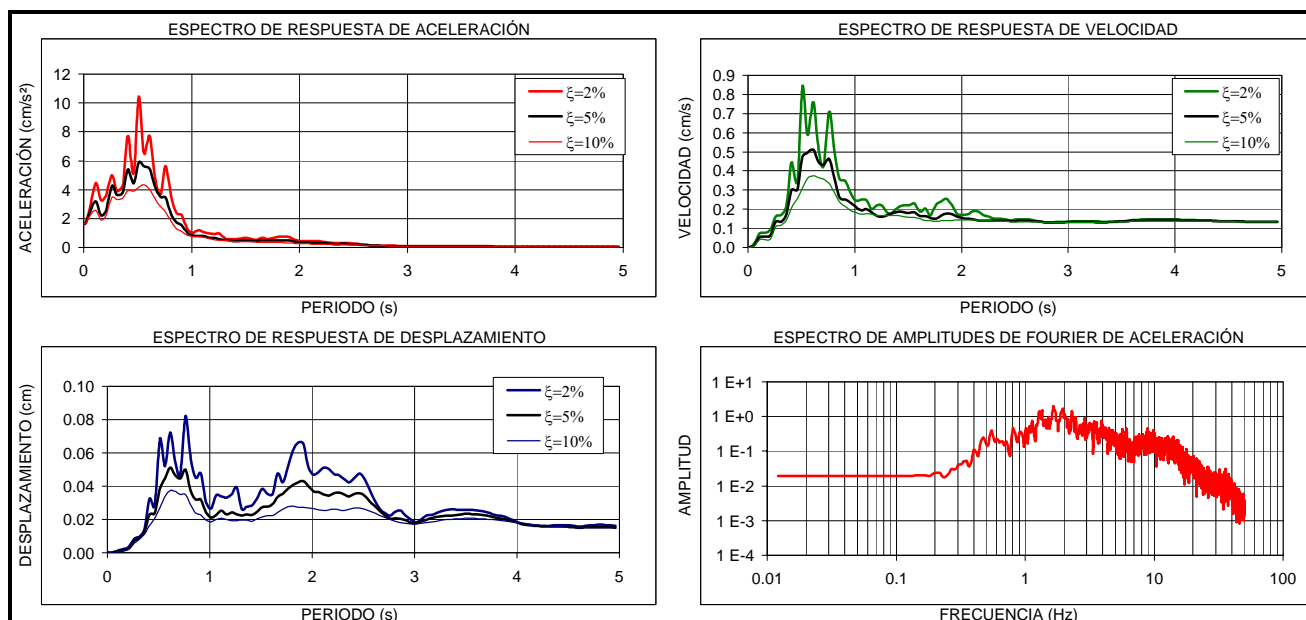 ESPECTRO DE RESPUESTA DE ACELERACIÓN
ACELERACIÓN (cm/s²)
12
10
8
6
4
2
0
0 1 2 3 4 5
PERIODO (s)
ξ=2%
ξ=5%
ξ=10%
ESPECTRO DE RESPUESTA DE VELOCIDAD
VELOCIDAD (cm/s)
0.9
0.8
0.7
0.6
0.5
0.4
0.3
0.2
0.1
0.0
0 1 2 3 4 5
PERIODO (s)
ξ=2%
ξ=5%
ξ=10%
ESPECTRO DE RESPUESTA DE DESPLAZAMIENTO
DESPLAZAMIENTO (cm)
0.10
0.08
0.06
0.04
0.02
0.00
0 1 2 3 4 5
PERIODO (s)
ξ=2%
ξ=5%
ξ=10%
ESPECTRO DE AMPLITUDES DE FOURIER DE ACELERACIÓN
AMPLITUD
1 E+1
1 E+0
1 E-1
1 E-2
1 E-3
1 E-4
0.01 0.1 1 10 100
FRECUENCIA (Hz)